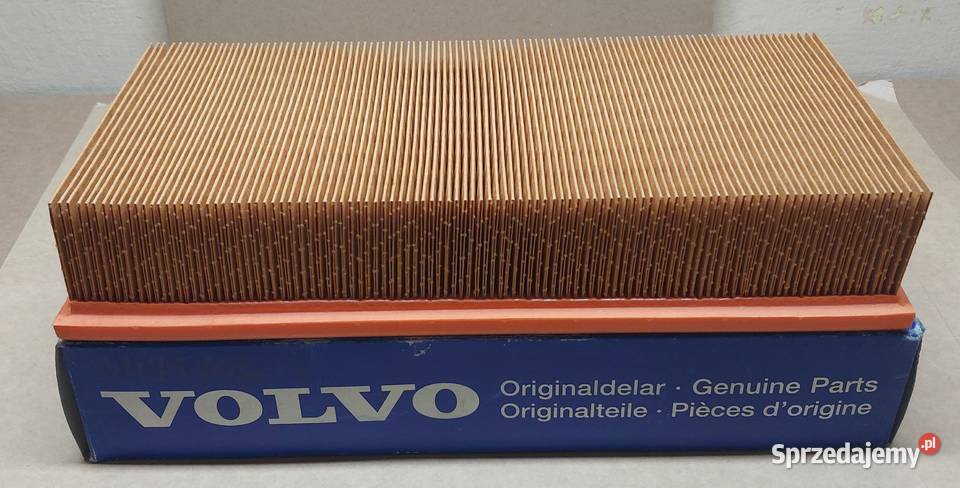 VOLVO
Originaldelar · Genuine Parts
Originalteile · Pièces d'origine
Sprzedajemy.pl